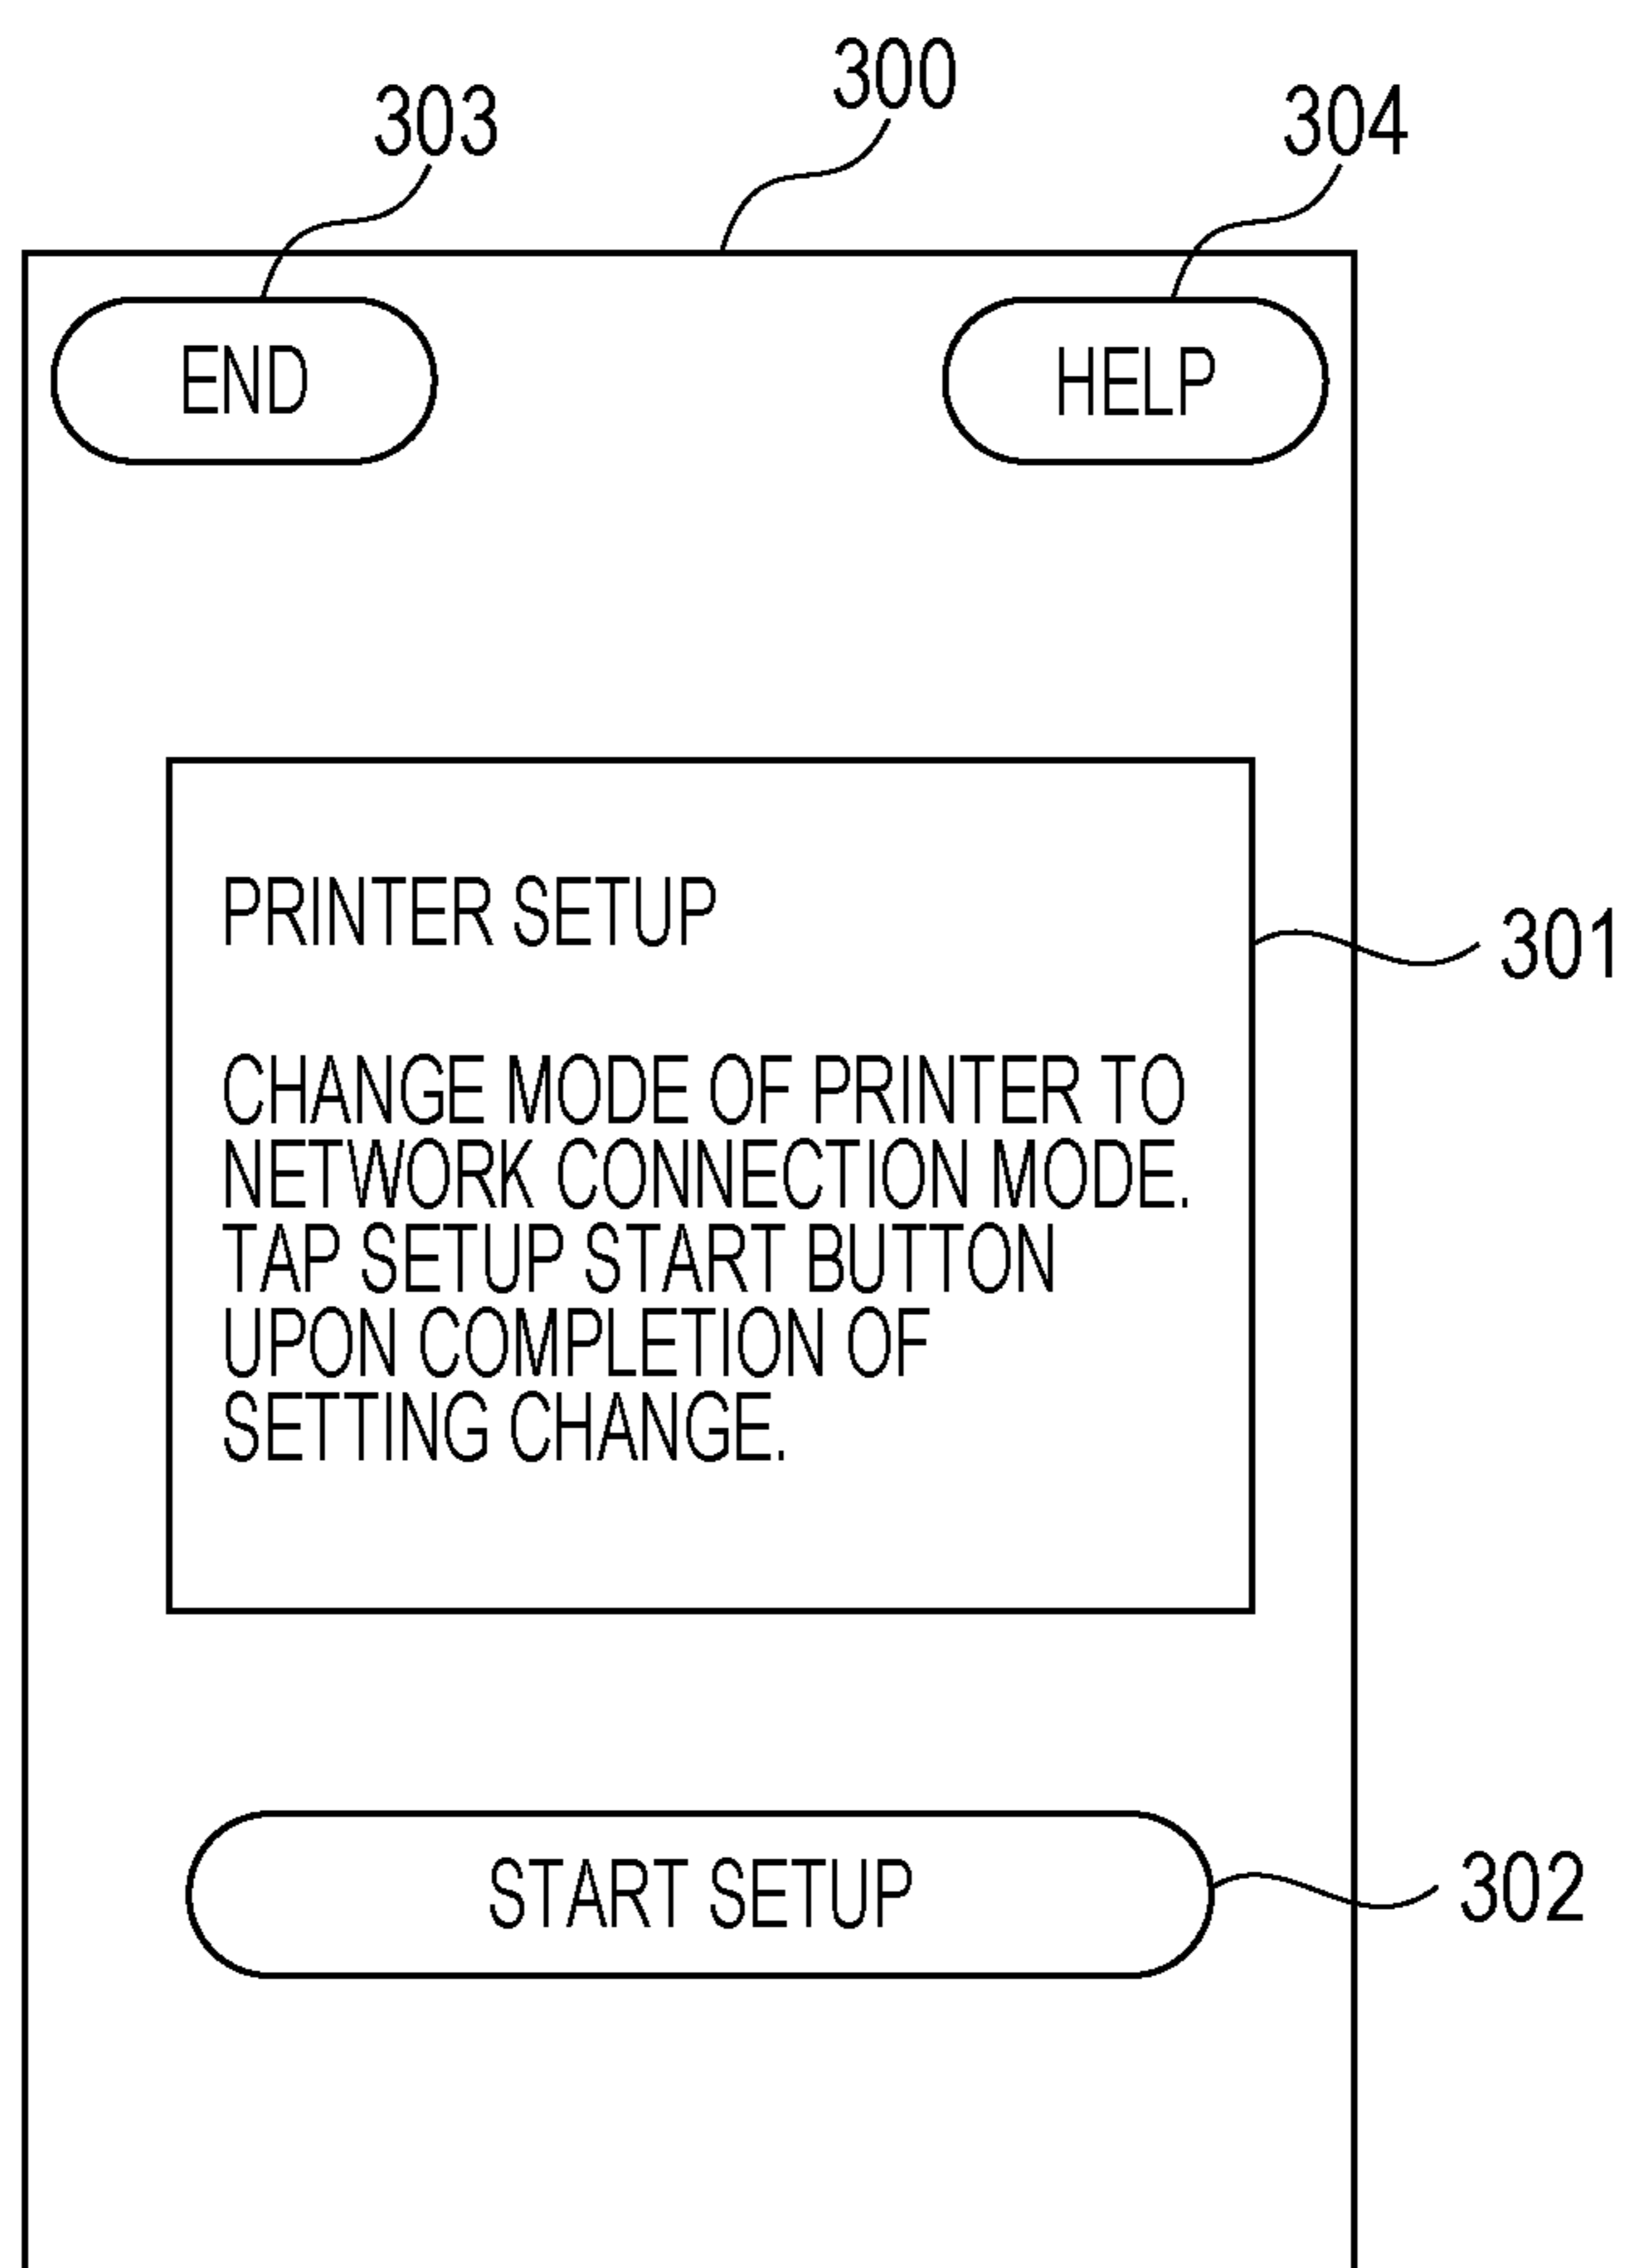 300
303
304
END
HELP
PRINTER SETUP
301
CHANGE MODE OF PRINTER TO
NETWORK CONNECTION MODE.
TAP SETUP START BUTTON
UPON COMPLETION OF
SETTING CHANGE.
START SETUP
302